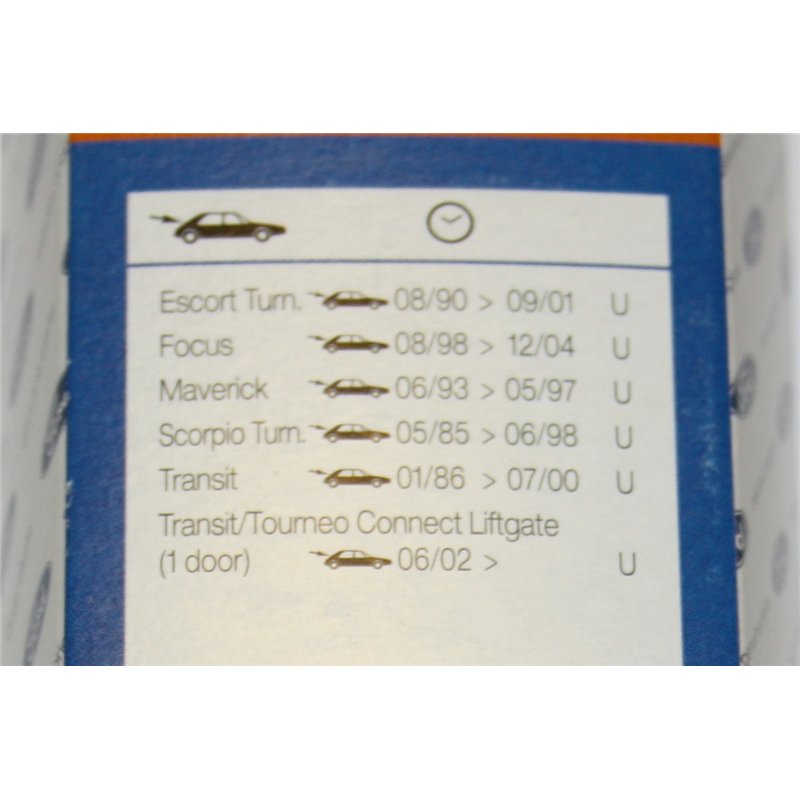 Escort Turn. 08/90 > 09/01 U
Focus 08/98 > 12/04 U
Maverick 06/93 > 05/97 U
Scorpio Turn. 05/85 > 06/98 U
Transit 01/86 > 07/00 U
Transit/Tourneo Connect Liftgate
(1 door) 06/02 > U